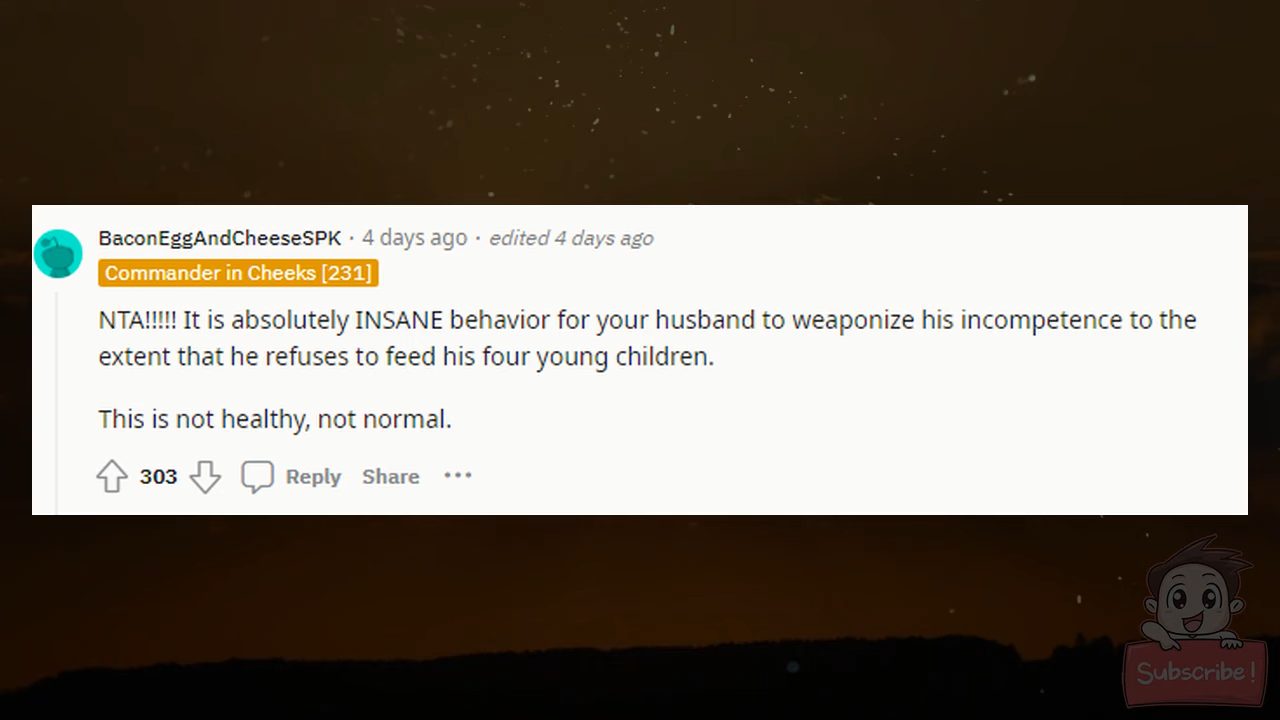 BaconEggAndCheeseSPK · 4 days ago · edited 4 days ago
Commander in Cheeks [231]
NTA!!!!! It is absolutely INSANE behavior for your husband to weaponize his incompetence to the
extent that he refuses to feed his four young children.
This is not healthy, not normal.
303 Reply Share ···
Subscribe!